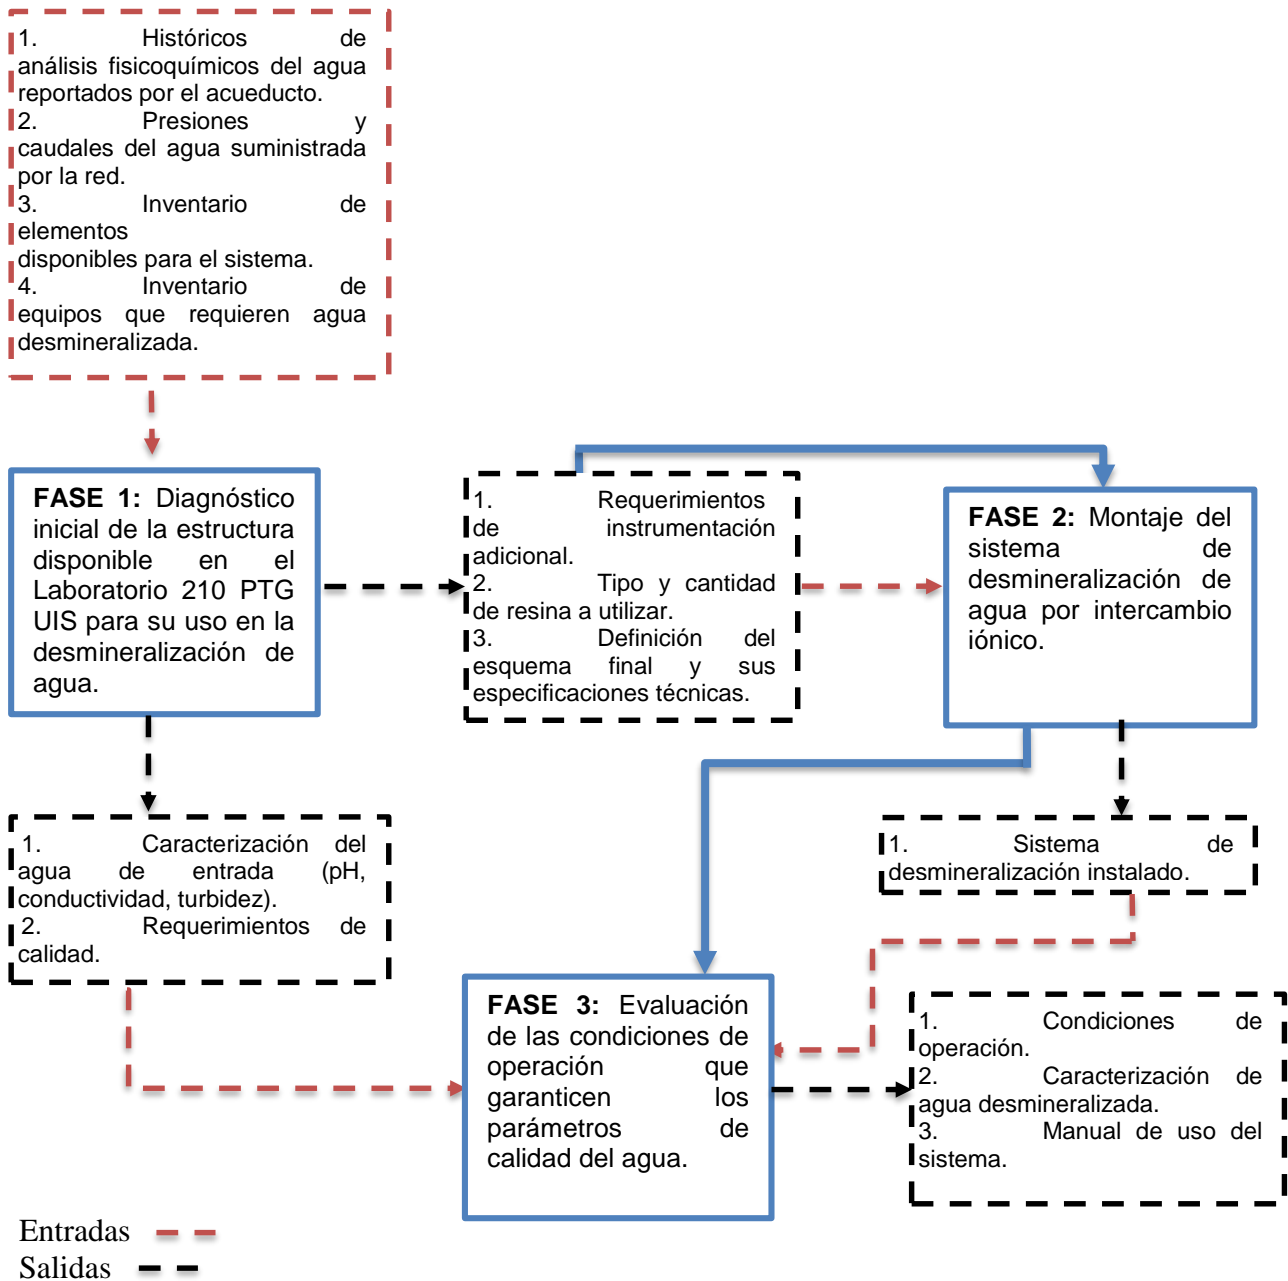 1. Históricos de
análisis fisicoquímicos del agua
reportados por el acueducto.
2. Presiones y
caudales del agua suministrada
por la red.
3. Inventario de
elementos
disponibles para el sistema.
4. Inventario de
equipos que requieren agua
desmineralizada.
FASE 1: Diagnóstico
inicial de la estructura
disponible en el
Laboratorio 210 PTG
UIS para su uso en la
desmineralización de
agua.
1. Requerimientos
de instrumentación
adicional.
2. Tipo y cantidad
de resina a utilizar.
3. Definición del
esquema final y sus
especificaciones técnicas.
FASE 2: Montaje del
sistema de
desmineralización de
agua por intercambio
iónico.
1. Caracterización del
agua de entrada (pH,
conductividad, turbidez).
2. Requerimientos de
calidad.
1. Sistema de
desmineralización instalado.
FASE 3: Evaluación
de las condiciones de
operación que
garanticen los
parámetros de
calidad del agua.
1. Condiciones de
operación.
2. Caracterización de
agua desmineralizada.
3. Manual de uso del
sistema.
Entradas
Salidas